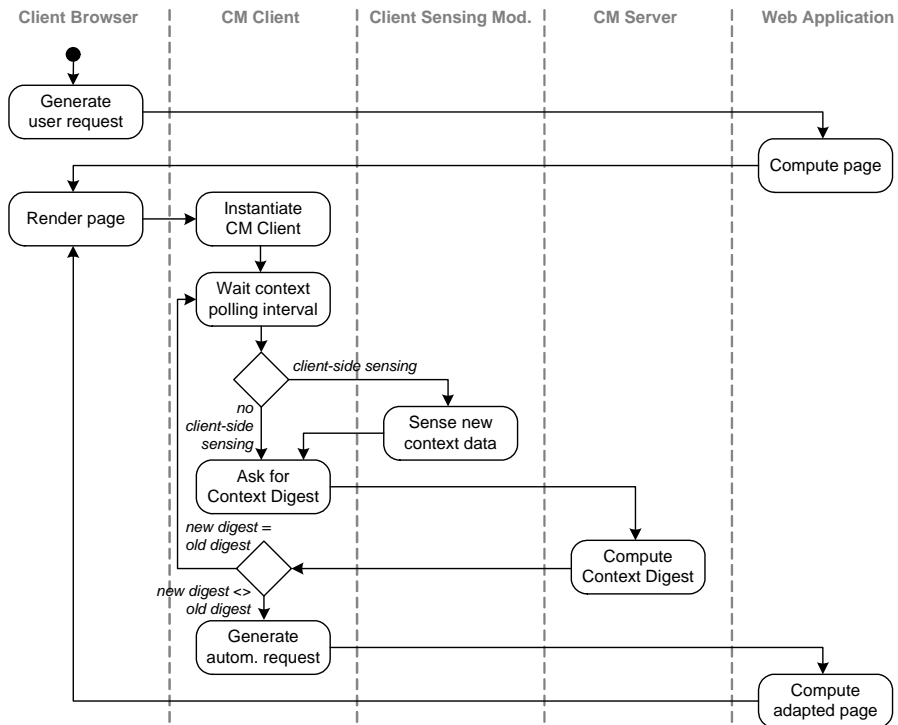 Client Browser
CM Client
Client Sensing Mod.
CM Server
Web Application
Generate
user request
Compute page
Render page
Instantiate
CM Client
Wait context
polling interval
client-side sensing
no
client-side
sensing
Sense new
context data
Ask for
Context Digest
new digest =
old digest
Compute
Context Digest
new digest <>
old digest
Generate
autom. request
Compute
adapted page